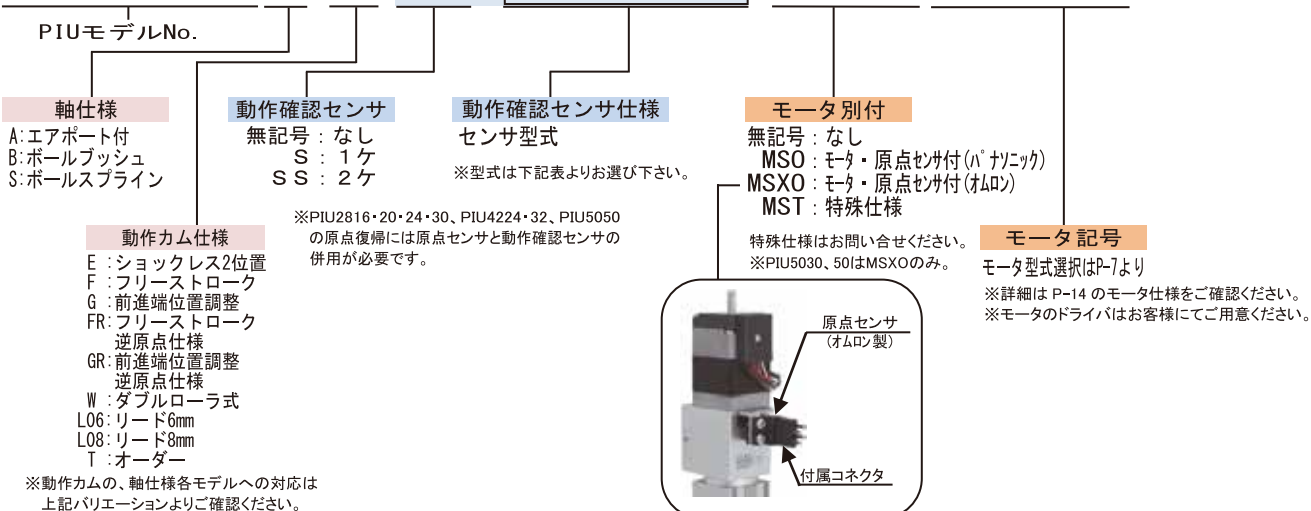 PIUモデルNo.
軸仕様
A:エアポート付
B:ボールブッシュ
S:ボールスプライン
動作カム仕様
E :ショックレス2位置
F :フリーストローク
G :前進端位置調整
FR:フリーストローク
逆原点仕様
GR:前進端位置調整
逆原点仕様
W :ダブルローラ式
L06:リード6mm
L08:リード8mm
T :オーダー
※動作カムの、軸仕様各モデルへの対応は
上記バリエーションよりご確認ください。
動作確認センサ
無記号：なし
S：1ケ
SS：2ケ
※PIU2816・20・24・30、PIU4224・32、PIU5050
の原点復帰には原点センサと動作確認センサの
併用が必要です。
動作確認センサ仕様
センサ型式
※型式は下記表よりお選び下さい。
モータ別付
無記号：なし
MSO：ﾓｰﾀ・原点ｾﾝｻ付(ﾊﾟﾅｿﾆｯｸ)
MSXO：ﾓｰﾀ・原点ｾﾝｻ付(ｵﾑﾛﾝ)
MST：特殊仕様
特殊仕様はお問い合せください。
※PIU5030、50はMSXOのみ。
原点センサ
(オムロン製)
付属コネクタ
モータ記号
モータ型式選択はP-7より
※詳細は P-14 のモータ仕様をご確認ください。
※モータのドライバはお客様にてご用意ください。